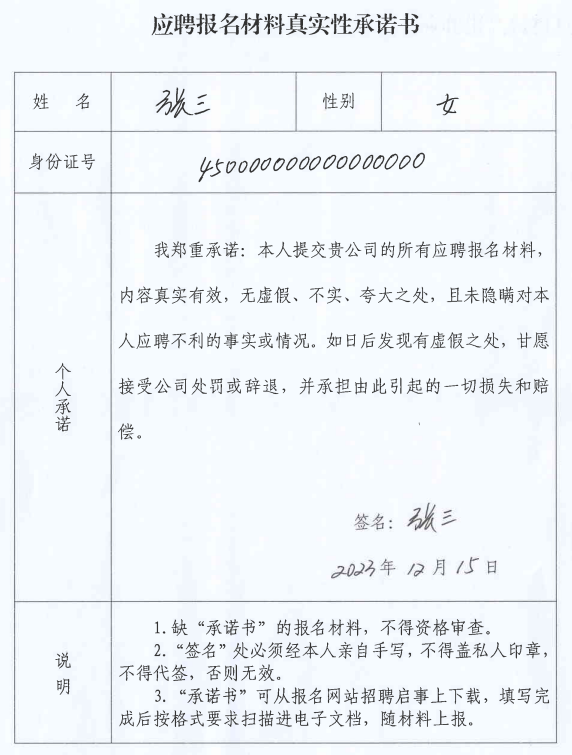 应聘报名材料真实性承诺书
姓 名 张三 性别 女
身份证号 450000000000000000
个人承诺
我郑重承诺：本人提交贵公司的所有应聘报名材料，
内容真实有效，无虚假、不实、夸大之处，且未隐瞒对本
人应聘不利的事实或情况。如日后发现有虚假之处，甘愿
接受公司处罚或辞退，并承担由此引起的一切损失和赔
偿。
签名：张三
2023年 12月 15日
说明
1.缺“承诺书”的报名材料，不得资格审查。
2.“签名”处必须经本人亲自手写，不得盖私人印章，
不得代签，否则无效。
3.“承诺书”可从报名网站招聘启事上下载，填写完
成后按格式要求扫描进电子文档，随材料上报。